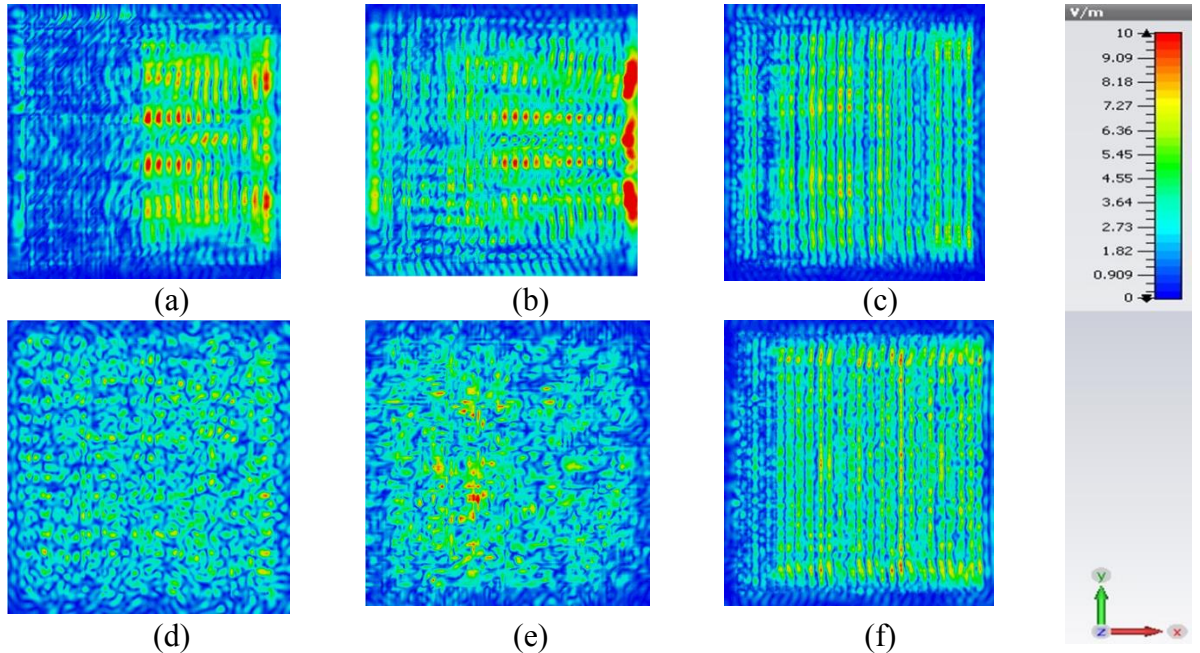 V/m
10
9.09
8.18
7.27
6.36
5.45
4.55
3.64
2.73
1.82
0.909
0
(a)
(b)
(c)
(d)
(e)
(f)
y
z
x